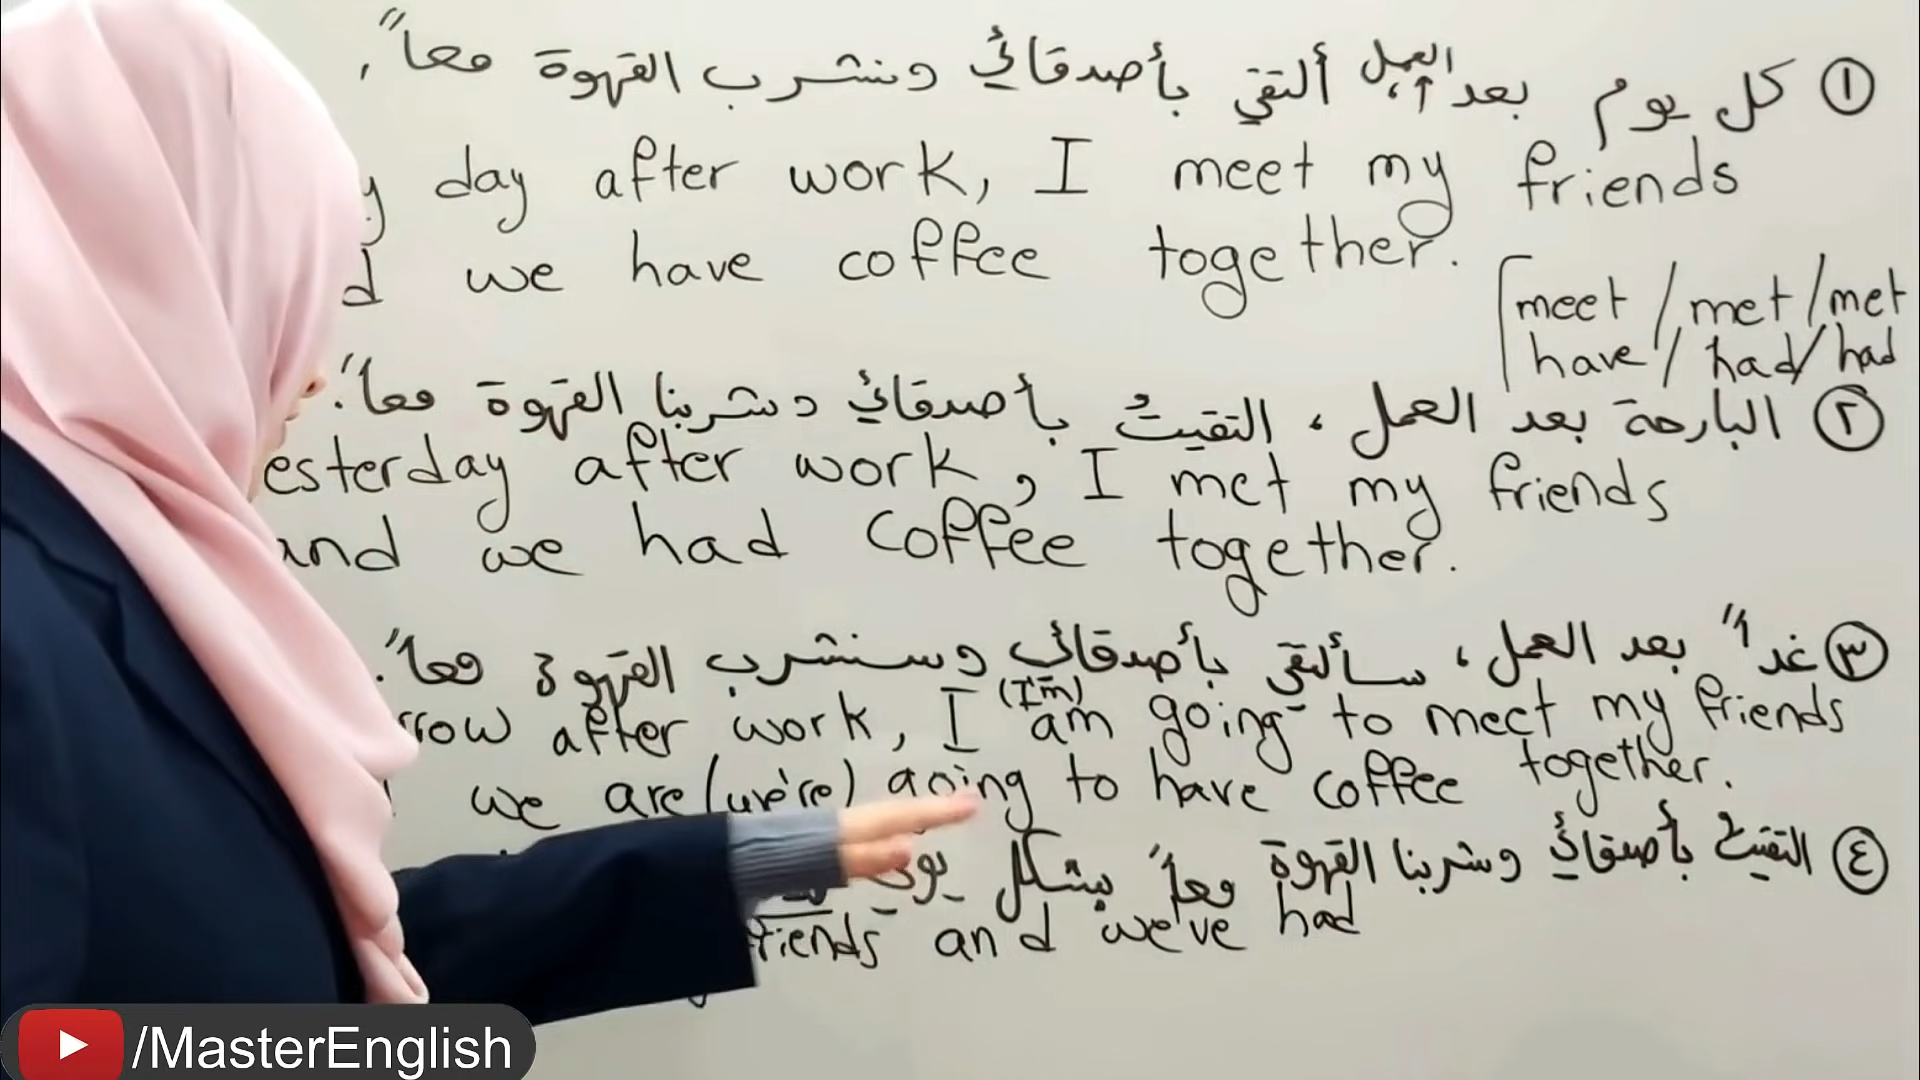 ١ كل يوم بعد العمل، ألتقي بأصدقائي ونشرب القهوة معاً.
day after work, I meet my friends
we have coffee together.
meet / met / met
have / had / had
٢ البارحة بعد العمل، التقيتُ بأصدقائي وشربنا القهوة معاً.
esterday after work, I met my friends
and we had coffee together.
٣ غداً بعد العمل، سألتقي بأصدقائي وسنشرب القهوة معاً.
rrow after work, I am (I'm) going to meet my friends
we are (we're) going to have coffee together.
٤ التقيتُ بأصدقائي وشربنا القهوة معاً بشكل
friends and we've had
/MasterEnglish